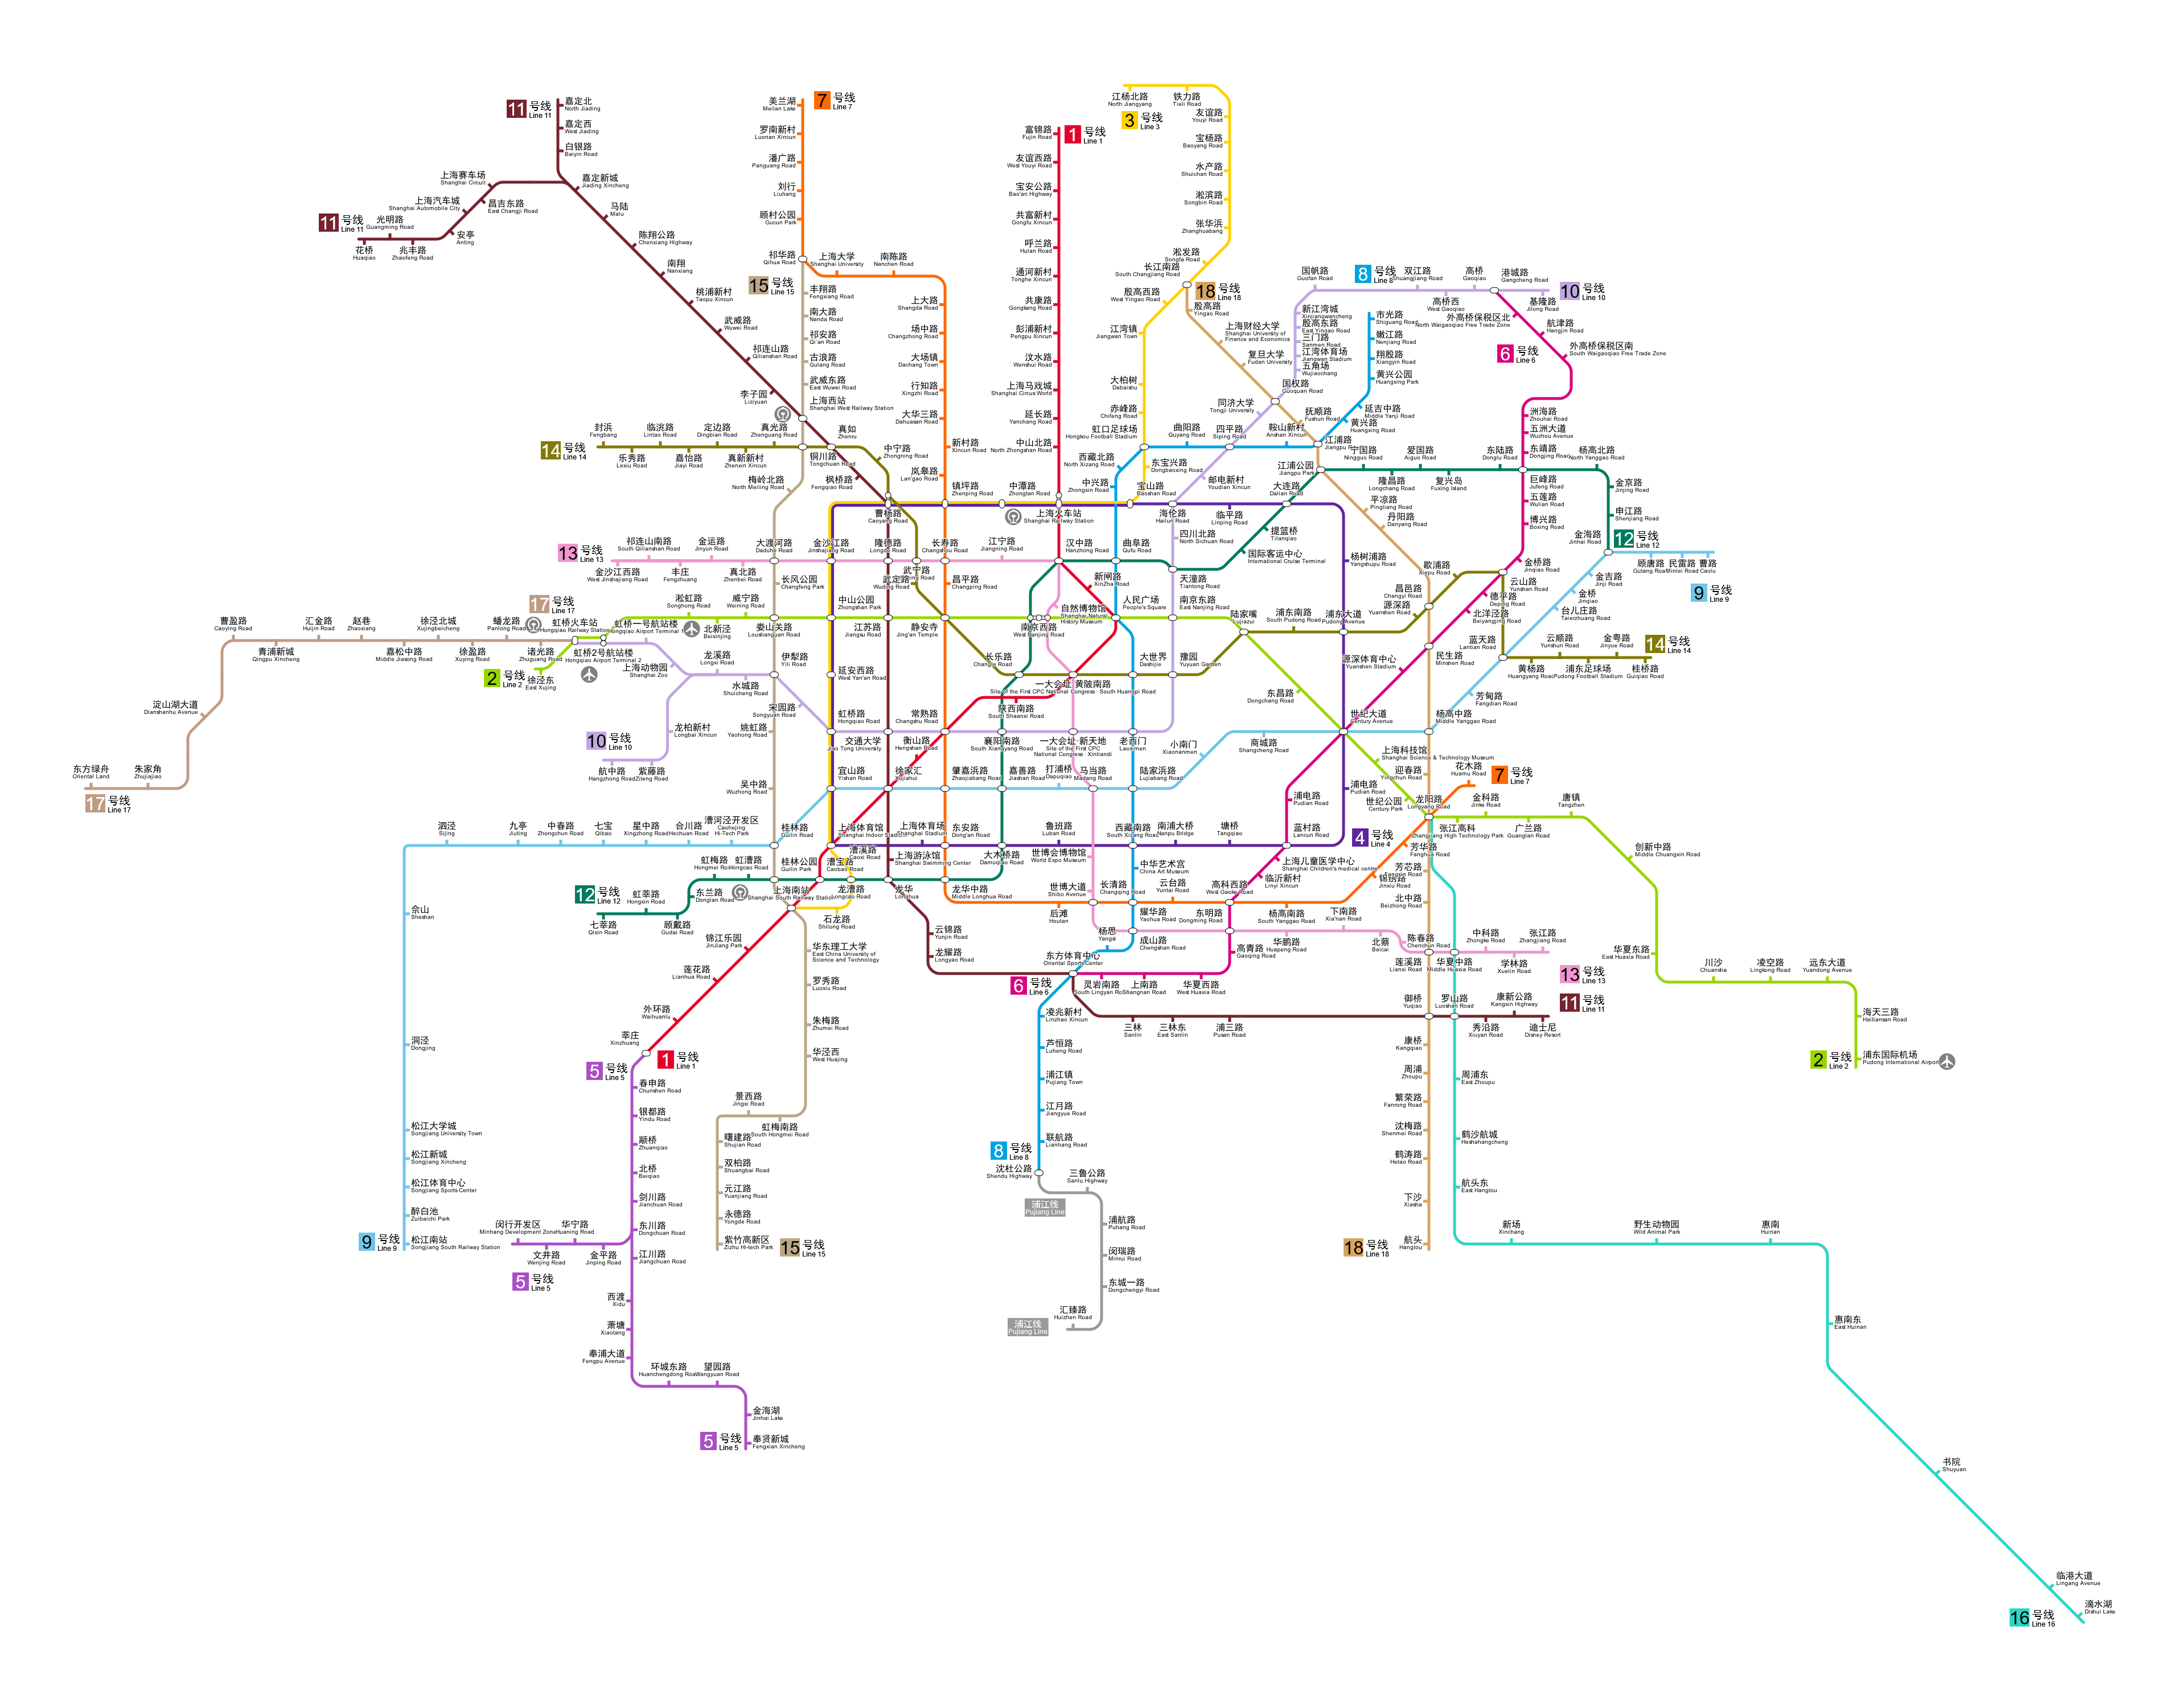 11 号线
Line 11
嘉定北
North Jiading
嘉定西
West Jiading
白银路
Baiyin Road
上海赛车场
Shanghai Circuit
嘉定新城
Jiading Xincheng
上海汽车城
Shanghai Automobile City
昌吉东路
East Changji Road
11 号线
Line 11
光明路
Guangming Road
安亭
Anting
花桥
Huaqiao
兆丰路
Zhaofeng Road
马陆
Malu
陈翔公路
Chenxiang Highway
南翔
Nanxiang
桃浦新村
Taopu Xincun
武威路
Wuwei Road
祁连山路
Qilianshan Road
李子园
Liziyuan
上海西站
Shanghai West Railway Station
真如
Zhenru
枫桥路
Fengqiao Road
曹杨路
Caoyang Road
7 号线
Line 7
美兰湖
Meilan Lake
罗南新村
Luonan Xincun
潘广路
Panguang Road
刘行
Liuhang
顾村公园
Gucun Park
祁华路
Qihua Road
上海大学
Shanghai University
南陈路
Nanchen Road
上大路
Shangda Road
场中路
Changzhong Road
大场镇
Dachang Town
行知路
Xingzhi Road
大华三路
Dahuasan Road
新村路
Xincun Road
岚皋路
Lan'gao Road
镇坪路
Zhenping Road
15 号线
Line 15
丰翔路
Fengxiang Road
南大路
Nanda Road
祁安路
Qi'an Road
古浪路
Gulang Road
武威东路
East Wuwei Road
铜川路
Tongchuan Road
梅岭北路
North Meiling Road
1 号线
Line 1
富锦路
Fujin Road
友谊西路
West Youyi Road
宝安公路
Bao'an Highway
共富新村
Gongfu Xincun
呼兰路
Hulan Road
通河新村
Tonghe Xincun
共康路
Gongkang Road
彭浦新村
Pengpu Xincun
汶水路
Wenshui Road
上海马戏城
Shanghai Circus World
延长路
Yanchang Road
中山北路
North Zhongshan Road
上海火车站
Shanghai Railway Station
中潭路
Zhongtan Road
3 号线
Line 3
江杨北路
North Jiangyang
铁力路
Tieli Road
友谊路
Youyi Road
宝杨路
Baoyang Road
水产路
Shuichan Road
淞滨路
Songbin Road
张华浜
Zhanghuabang
淞发路
Songfa Road
长江南路
South Changjiang Road
殷高西路
West Yingao Road
江湾镇
Jiangwan Town
大柏树
Dabaishu
赤峰路
Chifeng Road
虹口足球场
Hongkou Football Stadium
东宝兴路
Dongbaoxing Road
宝山路
Baoshan Road
18 号线
Line 18
殷高路
Yingao Road
上海财经大学
Shanghai University of
Finance and Economics
复旦大学
Fudan University
国权路
Guoquan Road
抚顺路
Fushun Road
江浦路
江浦公园
Jiangpu Park
平凉路
Pingliang Road
丹阳路
Danyang Road
国帆路
Guofan Road
8 号线
Line 8
双江路
Shuangjiang Road
高桥
Gaoqiao
港城路
Gangcheng Road
10 号线
Line 10
高桥西
West Gaoqiao
基隆路
Jilong Road
新江湾城
Xinjiangwancheng
殷高东路
East Yingao Road
三门路
Sanmen Road
江湾体育场
Jiangwan Stadium
五角场
Wujiaochang
市光路
Shiguang Road
嫩江路
Nenjiang Road
翔殷路
Xiangyin Road
黄兴公园
Huangxing Park
延吉中路
Middle Yanji Road
黄兴路
Huangxing Road
外高桥保税区北
North Waigaoqiao Free Trade Zone
航津路
Hangjin Road
6 号线
Line 6
外高桥保税区南
South Waigaoqiao Free Trade Zone
洲海路
Zhouhai Road
五洲大道
Wuzhou Avenue
东靖路
Dongjing Road
巨峰路
Jufeng Road
五莲路
Wulian Road
博兴路
Boxing Road
金桥路
Jinqiao Road
同济大学
Tongji University
曲阳路
Quyang Road
四平路
Siping Road
鞍山新村
Anshan Xincun
西藏北路
North Xizang Road
中兴路
Zhongxing Road
邮电新村
Youdian Xincun
大连路
Dalian Road
海伦路
Hailun Road
临平路
Linping Road
宁国路
Ningguo Road
隆昌路
Longchang Road
爱国路
Aiguo Road
复兴岛
Fuxing Island
东陆路
Donglu Road
杨高北路
North Yanggao Road
金京路
Jinjing Road
申江路
Shenjiang Road
金海路
Jinhai Road
12 号线
Line 12
顾唐路
民雷路
Minlei Road
曹路
Caolu
9 号线
Line 9
金吉路
Jinji Road
金桥
Jinqiao
台儿庄路
Taierzhuang Road
14 号线
Line 14
封浜
Fengbang
乐秀路
Lexiu Road
临洮路
Lintao Road
嘉怡路
Jiayi Road
定边路
Dingbian Road
真新新村
Zhenxin Xincun
真光路
Zhenguang Road
中宁路
Zhongning Road
13 号线
Line 13
金沙江西路
West Jinshajiang Road
祁连山南路
South Qilianshan Road
丰庄
Fengzhuang
金运路
Jinyun Road
真北路
Zhenbei Road
大渡河路
Daduhe Road
金沙江路
Jinshajiang Road
隆德路
Longde Road
武宁路
长寿路
Changshou Road
江宁路
Jiangning Road
汉中路
Hanzhong Road
曲阜路
Qufu Road
四川北路
North Sichuan Road
提篮桥
Tilanqiao
国际客运中心
International Cruise Terminal
天潼路
Tiantong Road
杨树浦路
Yangshupu Road
长风公园
Changfeng Park
武定路
Wuding Road
昌平路
Changping Road
新闸路
XinZha Road
自然博物馆
Shanghai Natural
History Museum
人民广场
People's Square
南京东路
East Nanjing Road
17 号线
Line 17
曹盈路
Caoying Road
青浦新城
Qingpu Xincheng
汇金路
Huijin Road
赵巷
Zhaoxiang
嘉松中路
Middle Jiasong Road
徐泾北城
Xujingbeicheng
徐盈路
Xuying Road
蟠龙路
Panlong Road
诸光路
Zhuguang Road
虹桥火车站
Hongqiao Railway Station
虹桥一号航站楼
Hongqiao Airport Terminal 1
虹桥2号航站楼
Hongqiao Airport Terminal 2
2 号线
Line 2
徐泾东
East Xujing
淞虹路
Songhong Road
北新泾
Beixinjing
威宁路
Weining Road
娄山关路
Loushanguan Road
中山公园
Zhongshan Park
江苏路
Jiangsu Road
静安寺
Jing'an Temple
南京西路
West Nanjing Road
陆家嘴
Lujiazui
浦东南路
South Pudong Road
浦东大道
Pudong Avenue
源深路
Yuanshen Road
昌邑路
Changyi Road
歇浦路
Xiepu Road
云山路
Yunshan Road
德平路
Deping Road
北洋泾路
Beiyangjing Road
蓝天路
Lantian Road
民生路
Minshen Road
源深体育中心
Yuanshen Stadium
黄杨路
Huangyang Road
云顺路
Yunshun Road
浦东足球场
Pudong Football Stadium
金粤路
Jinyue Road
桂桥路
Guiqiao Road
14 号线
Line 14
上海动物园
Shanghai Zoo
龙溪路
Longxi Road
水城路
Shuicheng Road
伊犁路
Yili Road
宋园路
Songyuan Road
10 号线
Line 10
龙柏新村
Longbai Xincun
航中路
Hangzhong Road
紫藤路
Ziteng Road
姚虹路
Yaohong Road
吴中路
Wuzhong Road
延安西路
West Yan'an Road
虹桥路
Hongqiao Road
交通大学
Jiao Tong University
常熟路
Changshu Road
衡山路
Hengshan Road
长乐路
Changle Road
陕西南路
South Shaanxi Road
一大会址·黄陂南路
Site of the First CPC National Congress · South Huangpi Road
大世界
Dashijie
豫园
Yuyuan Garden
东昌路
Dongchang Road
世纪大道
Century Avenue
杨高中路
Middle Yanggao Road
芳甸路
Fangdian Road
襄阳南路
South Xiangyang Road
一大会址·新天地
Site of the First CPC
National Congress · Xintiandi
老西门
Laoximen
小南门
Xiaonanmen
商城路
Shangcheng Road
淀山湖大道
Dianshanhu Avenue
东方绿舟
Oriental Land
朱家角
Zhujiajiao
17 号线
Line 17
宜山路
Yishan Road
徐家汇
Xujiahui
肇嘉浜路
Zhaojiabang Road
嘉善路
Jiashan Road
打浦桥
Dapuqiao
马当路
Madang Road
陆家浜路
Lujiabang Road
浦电路
Pudian Road
浦电路
Pudian Road
上海科技馆
Shanghai Science & Technology Museum
迎春路
Yingchun Road
世纪公园
Century Park
龙阳路
Longyang Road
花木路
Huamu Road
7 号线
Line 7
金科路
Jinke Road
唐镇
Tangzhen
张江高科
Zhangjiang High Technology Park
广兰路
Guanglan Road
创新中路
Middle Chuangxin Road
华夏东路
East Huaxia Road
川沙
Chuansha
凌空路
Lingkong Road
远东大道
Yuandong Avenue
海天三路
Haitiansan Road
浦东国际机场
Pudong International Airport
2 号线
Line 2
泗泾
Sijing
九亭
Jiuting
中春路
Zhongchun Road
七宝
Qibao
星中路
Xingzhong Road
合川路
Hechuan Road
漕河泾开发区
Caohejing
Hi-Tech Park
桂林路
Guilin Road
上海体育馆
Shanghai Indoor Stadium
上海体育场
Shanghai Stadium
东安路
Dong'an Road
鲁班路
Luban Road
西藏南路
South Xizang Road
南浦大桥
Nanpu Bridge
塘桥
Tangqiao
蓝村路
Lancun Road
4 号线
Line 4
芳华路
Fanghua Road
芳芯路
Fangxin Road
锦绣路
Jinxiu Road
北中路
Beizhong Road
12 号线
Line 12
七莘路
Qixin Road
虹莘路
Hongxin Road
顾戴路
Gudai Road
东兰路
Donglan Road
虹梅路
Hongmei Road
虹漕路
Hongcao Road
桂林公园
Guilin Park
漕宝路
Caobao Road
漕溪路
Caoxi Road
龙漕路
Longcao Road
上海游泳馆
Shanghai Swimming Center
龙华
Longhua
龙华中路
Middle Longhua Road
大木桥路
Damuqiao Road
世博会博物馆
World Expo Museum
世博大道
Shibo Avenue
中华艺术宫
China Art Museum
后滩
Houtan
长清路
Changqing Road
耀华路
Yaohua Road
云台路
Yuntai Road
高科西路
West Gaoke Road
临沂新村
Linyi Xincun
上海儿童医学中心
Shanghai Children's medical center
东明路
Dongming Road
杨高南路
South Yanggao Road
下南路
Xia'nan Road
上海南站
Shanghai South Railway Station
石龙路
Shilong Road
锦江乐园
JinJiang Park
莲花路
Lianhua Road
外环路
Waihuanlu
莘庄
Xinzhuang
1 号线
Line 1
华东理工大学
East China University of
Science and Technology
罗秀路
Luoxiu Road
朱梅路
Zhumei Road
华泾西
West Huajing
景西路
Jingxi Road
虹梅南路
South Hongmei Road
曙建路
Shujian Road
双柏路
Shuangbai Road
元江路
Yuanjiang Road
永德路
Yongde Road
紫竹高新区
Zizhu Hi-tech Park
15 号线
Line 15
云锦路
Yunjin Road
龙耀路
Longyao Road
东方体育中心
Oriental Sports Center
杨思
Yangsi
成山路
Chengshan Road
高青路
Gaoqing Road
华鹏路
Huapeng Road
北蔡
Beicai
陈春路
Chenchun Road
莲溪路
Lianxi Road
华夏中路
Middle Huaxia Road
中科路
Zhongke Road
学林路
Xuelin Road
张江路
Zhangjiang Road
13 号线
Line 13
6 号线
Line 6
灵岩南路
South Lingyan Road
上南路
Shangnan Road
华夏西路
West Huaxia Road
三林
Sanlin
三林东
East Sanlin
浦三路
Pusan Road
御桥
Yuqiao
罗山路
Luoshan Road
秀沿路
Xiuyan Road
康新公路
Kangxin Highway
迪士尼
Disney Resort
11 号线
Line 11
凌兆新村
Linzhao Xincun
芦恒路
Luheng Road
浦江镇
Pujiang Town
江月路
Jiangyue Road
联航路
Lianhang Road
8 号线
Line 8
沈杜公路
Shendu Highway
三鲁公路
Sanlu Highway
浦江线
Pujiang Line
浦航路
Puhang Road
闵瑞路
Minrui Road
东城一路
Dongchengyi Road
汇臻路
Huizhen Road
浦江线
Pujiang Line
康桥
Kangqiao
周浦
Zhoupu
繁荣路
Fanrong Road
沈梅路
Shenmei Road
鹤涛路
Hetao Road
下沙
Xiasha
航头
Hangtou
18 号线
Line 18
周浦东
East Zhoupu
鹤沙航城
Heshahangcheng
航头东
East Hangtou
新场
Xinchang
野生动物园
Wild Animal Park
惠南
Huinan
惠南东
East Huinan
书院
Shuyuan
临港大道
Lingang Avenue
滴水湖
Dishui Lake
16 号线
Line 16
佘山
Sheshan
洞泾
Dongjing
松江大学城
Songjiang University Town
松江新城
Songjiang Xincheng
松江体育中心
Songjiang Sports Center
醉白池
Zuibaichi Park
松江南站
Songjiang South Railway Station
9 号线
Line 9
5 号线
Line 5
春申路
Chunshen Road
银都路
Yindu Road
颛桥
Zhuanqiao
北桥
Beiqiao
剑川路
Jianchuan Road
东川路
Dongchuan Road
江川路
Jiangchuan Road
闵行开发区
Minhang Development Zone
文井路
Wenjing Road
华宁路
Huaning Road
金平路
Jinping Road
5 号线
Line 5
西渡
Xidu
萧塘
Xiaotang
奉浦大道
Fengpu Avenue
环城东路
望园路
Wangyuan Road
金海湖
Jinhai Lake
奉贤新城
Fengxian Xincheng
5 号线
Line 5